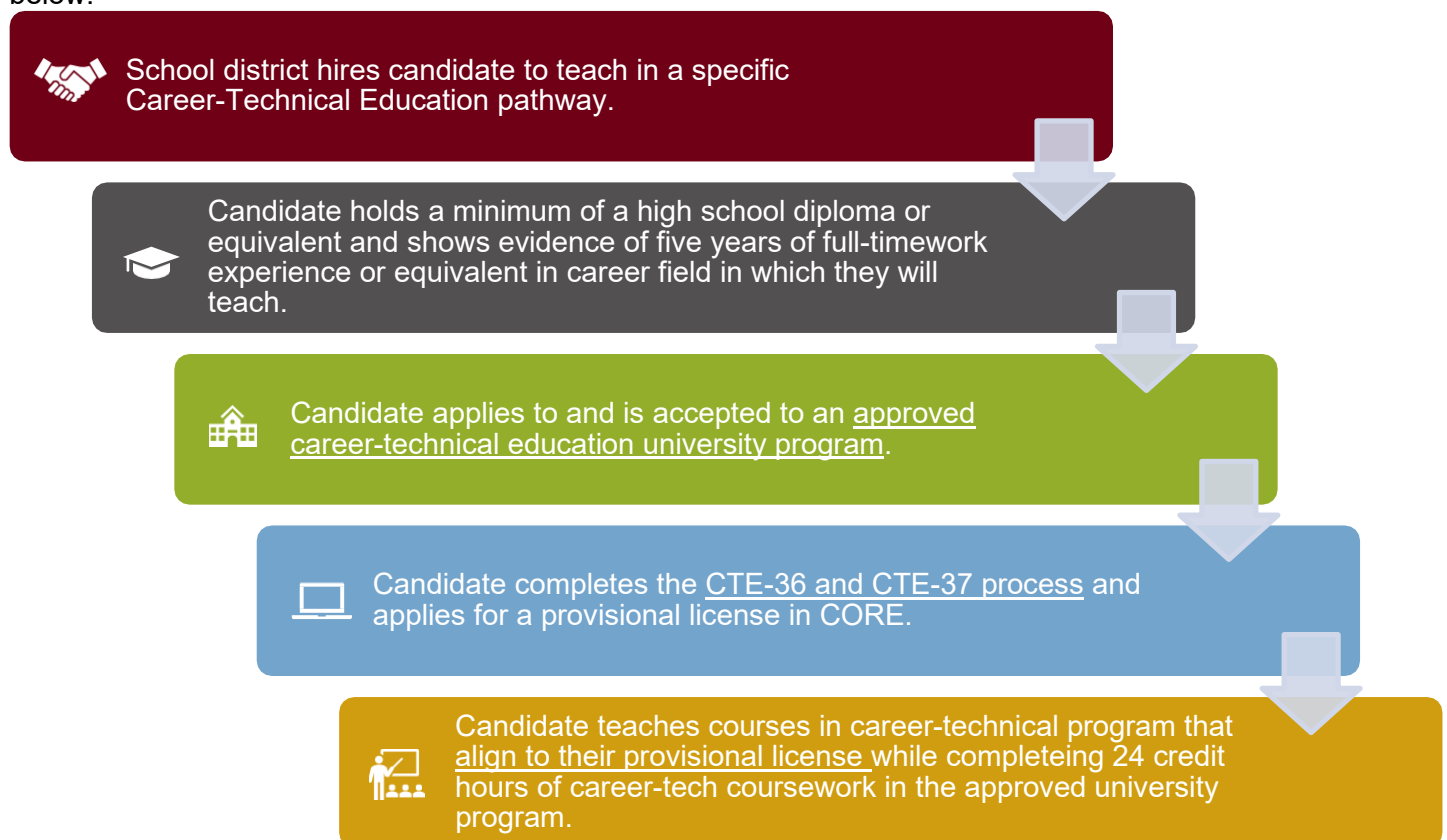 below.
School district hires candidate to teach in a specific
Career-Technical Education pathway.
Candidate holds a minimum of a high school diploma or
equivalent and shows evidence of five years of full-timework
experience or equivalent in career field in which they will
teach.
Candidate applies to and is accepted to an approved
career-technical education university program.
Candidate completes the CTE-36 and CTE-37 process and
applies for a provisional license in CORE.
Candidate teaches courses in career-technical program that
align to their provisional license while completeing 24 credit
hours of career-tech coursework in the approved university
program.